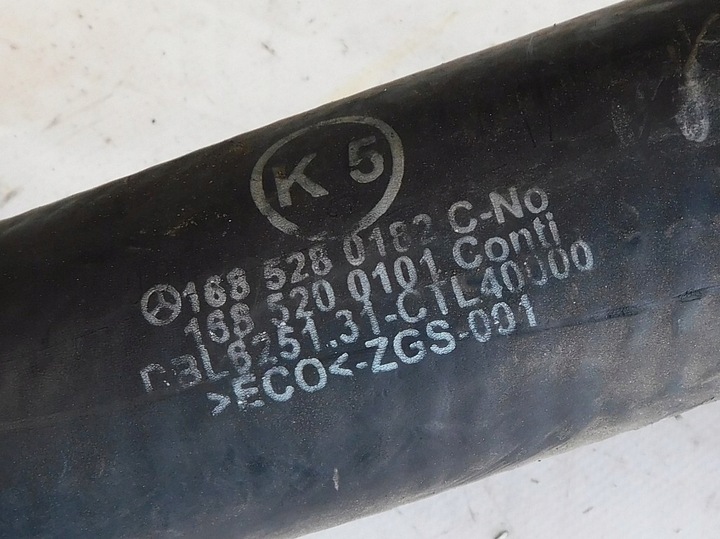 K 5
168 528 0182 C-No
168 520 0101 Conti
DBL6251.31-CTL40000
>ECO<-ZGS-001